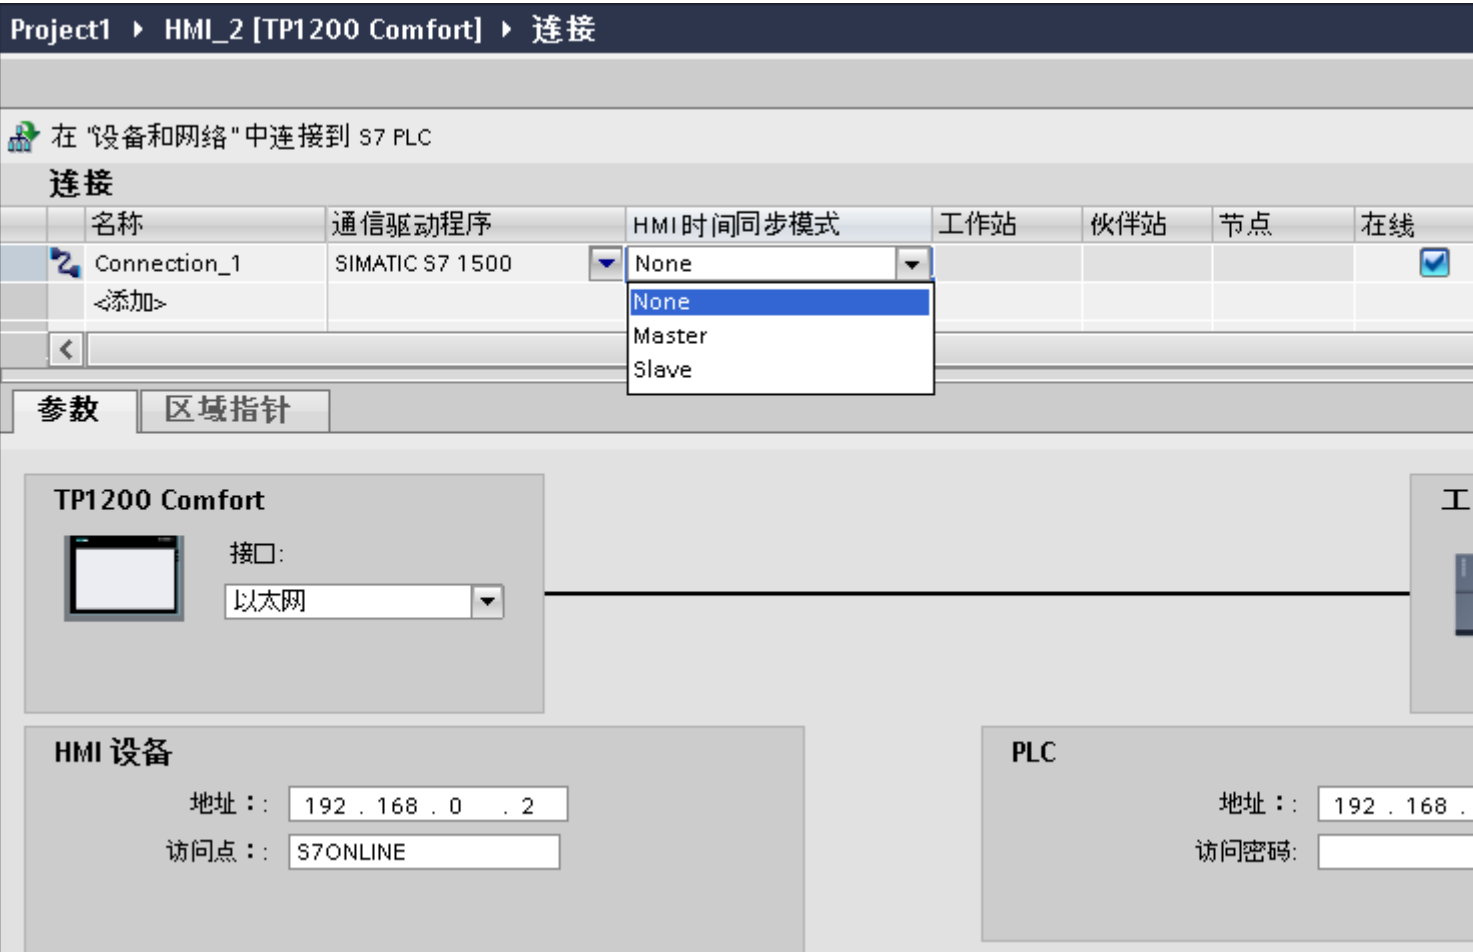 Project1 ▸ HMI_2 [TP1200 Comfort] ▸ 连接
在 "设备和网络" 中连接到 S7 PLC
连接
名称 通信驱动程序 HMI时间同步模式 工作站 伙伴站 节点 在线
Connection_1 SIMATIC S7 1500 None
<添加>
None
Master
Slave
参数 区域指针
TP1200 Comfort
接口:
以太网
HMI 设备 PLC
地址：: 192 . 168 . 0 . 2 地址：: 192 . 168 .
访问点：: S7ONLINE 访问密码: